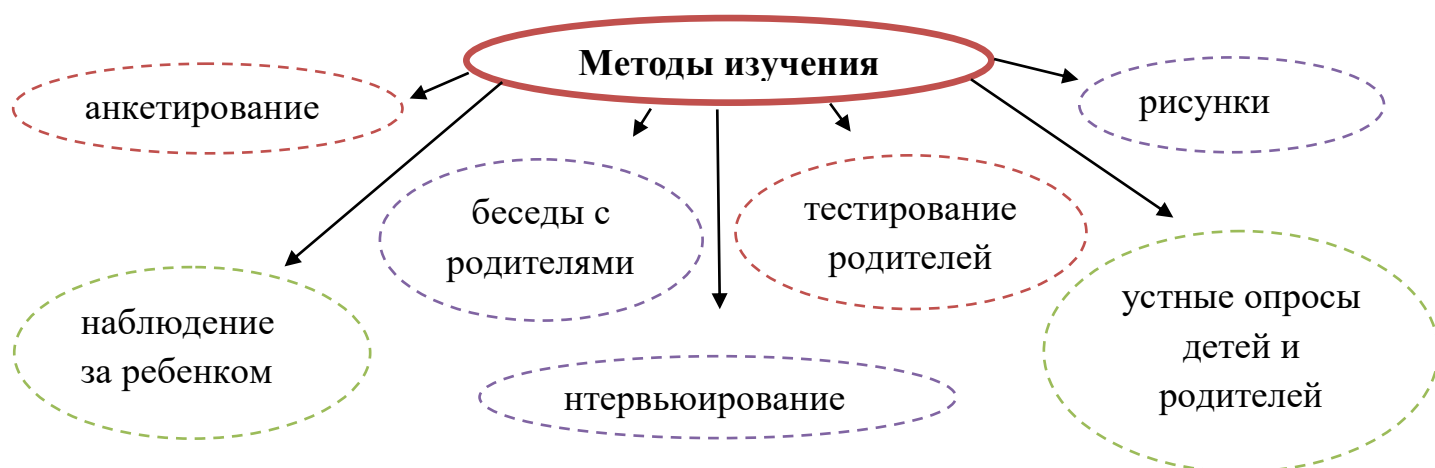 Методы изучения
анкетирование
рисунки
беседы с
родителями
тестирование
родителей
наблюдение
за ребенком
нтервьюирование
устные опросы
детей и
родителей